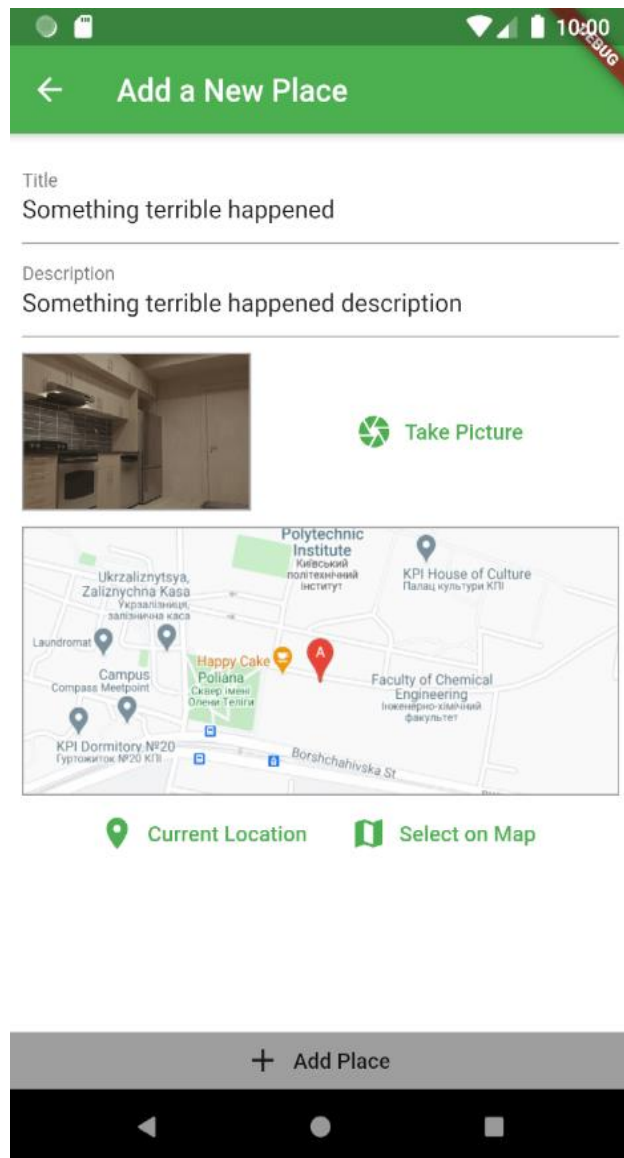 10:00
DEBUG
Add a New Place
Title
Something terrible happened
Description
Something terrible happened description
Take Picture
Polytechnic
Institute
Київський
політехнічний
інститут
KPI House of Culture
Палац культури КПІ
Ukrzaliznytsya,
Zaliznychna Kasa
Укрзалізниця,
залізнична каса
Laundromat
Happy Cake
A
Campus
Compass Meetpoint
Poliana
Сквер імені
Олени Теліги
Faculty of Chemical
Engineering
Інженерно-хімічний
факультет
KPI Dormitory №20
Гуртожиток №20 КПІ
Borshchahivska St
Current Location
Select on Map
Add Place